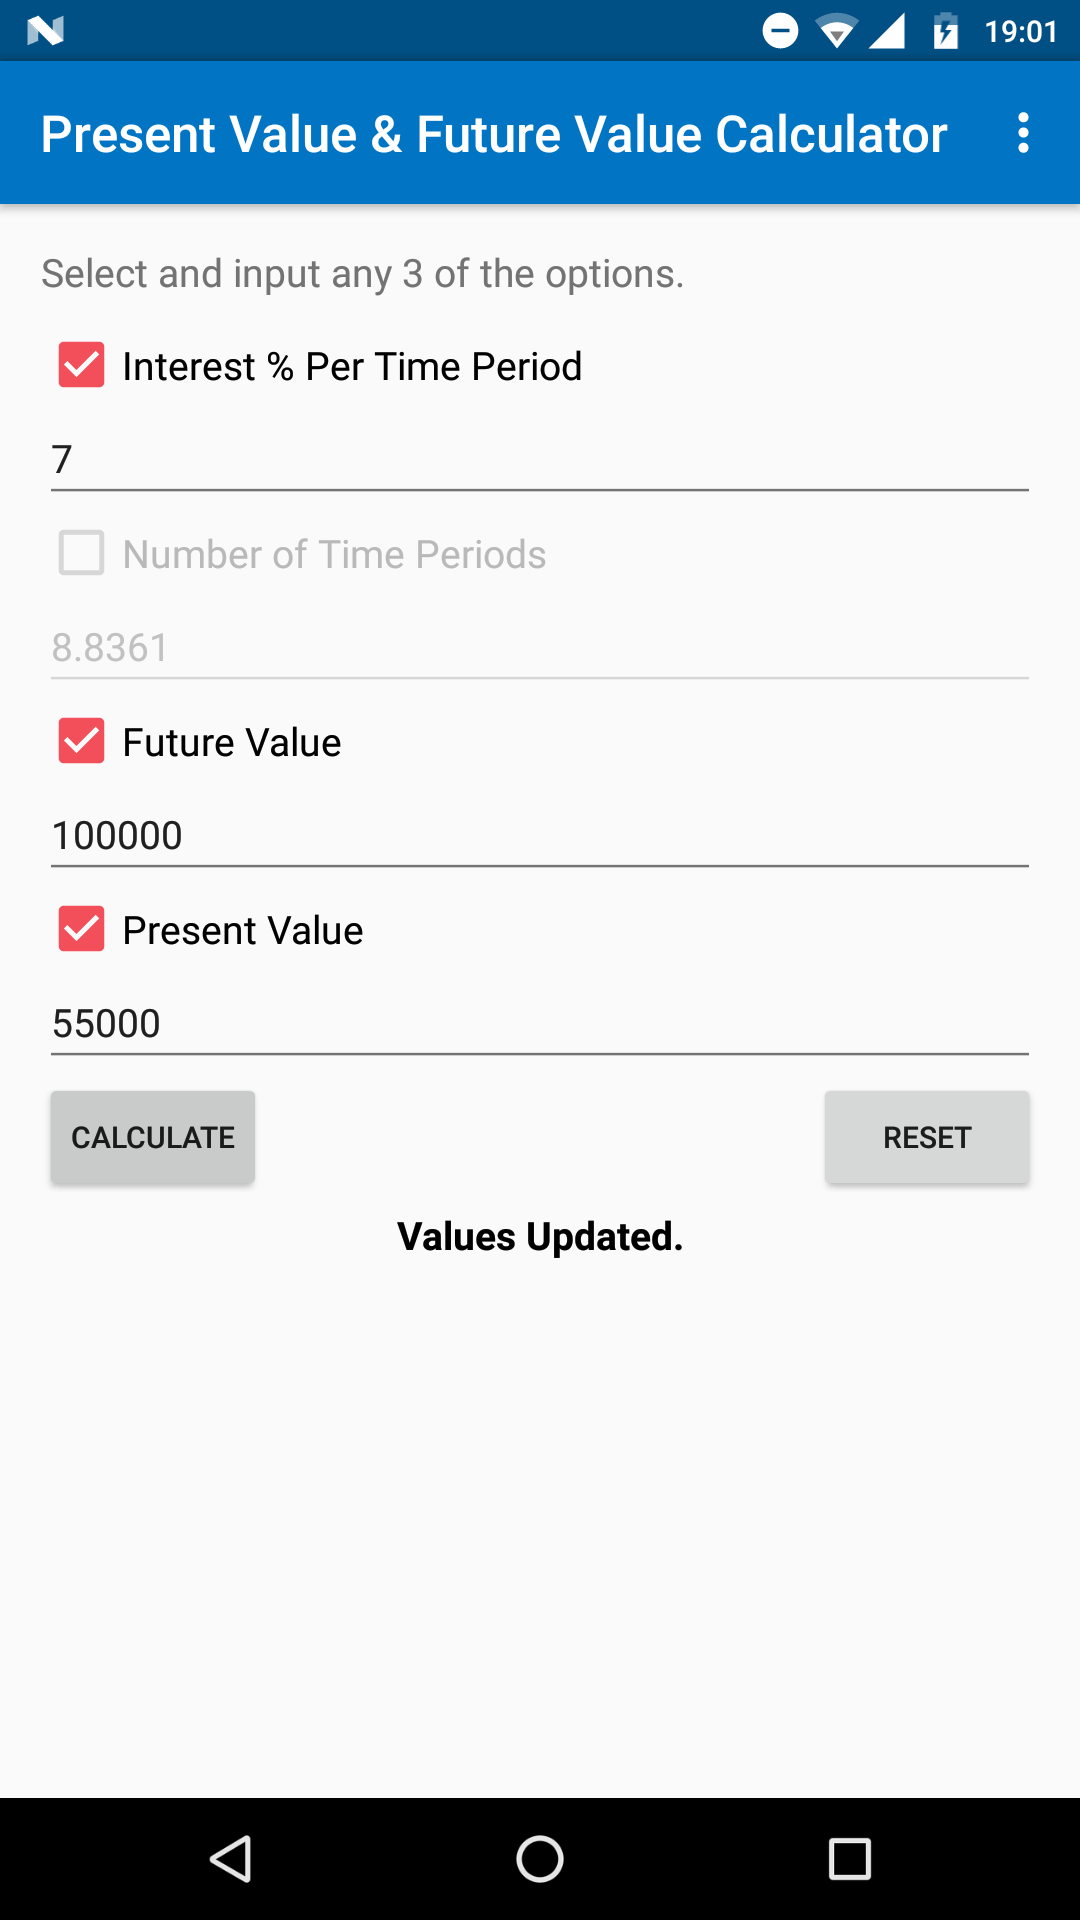 19:01
Present Value & Future Value Calculator
Select and input any 3 of the options.
Interest % Per Time Period
7
Number of Time Periods
8.8361
Future Value
100000
Present Value
55000
CALCULATE RESET
Values Updated.